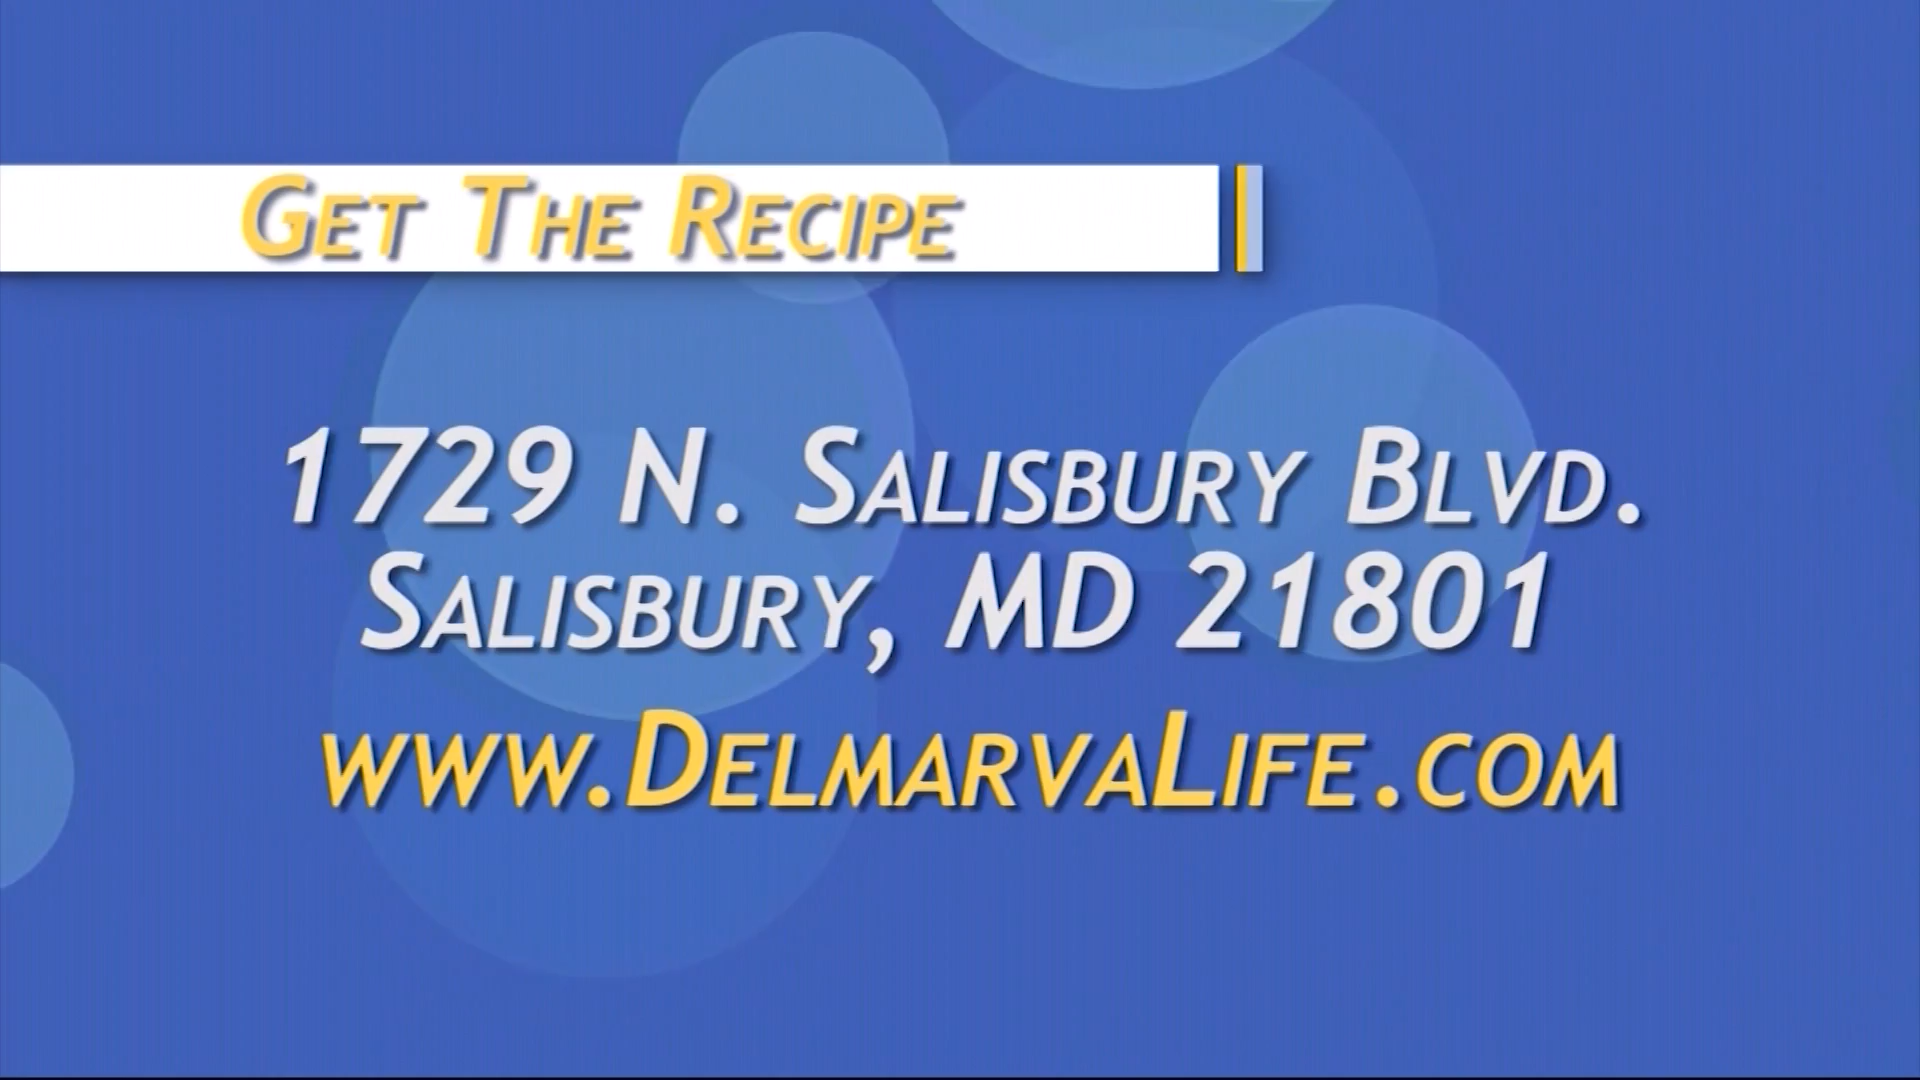 Get The Recipe
1729 N. Salisbury Blvd.
Salisbury, MD 21801
www.DelmarvaLife.com